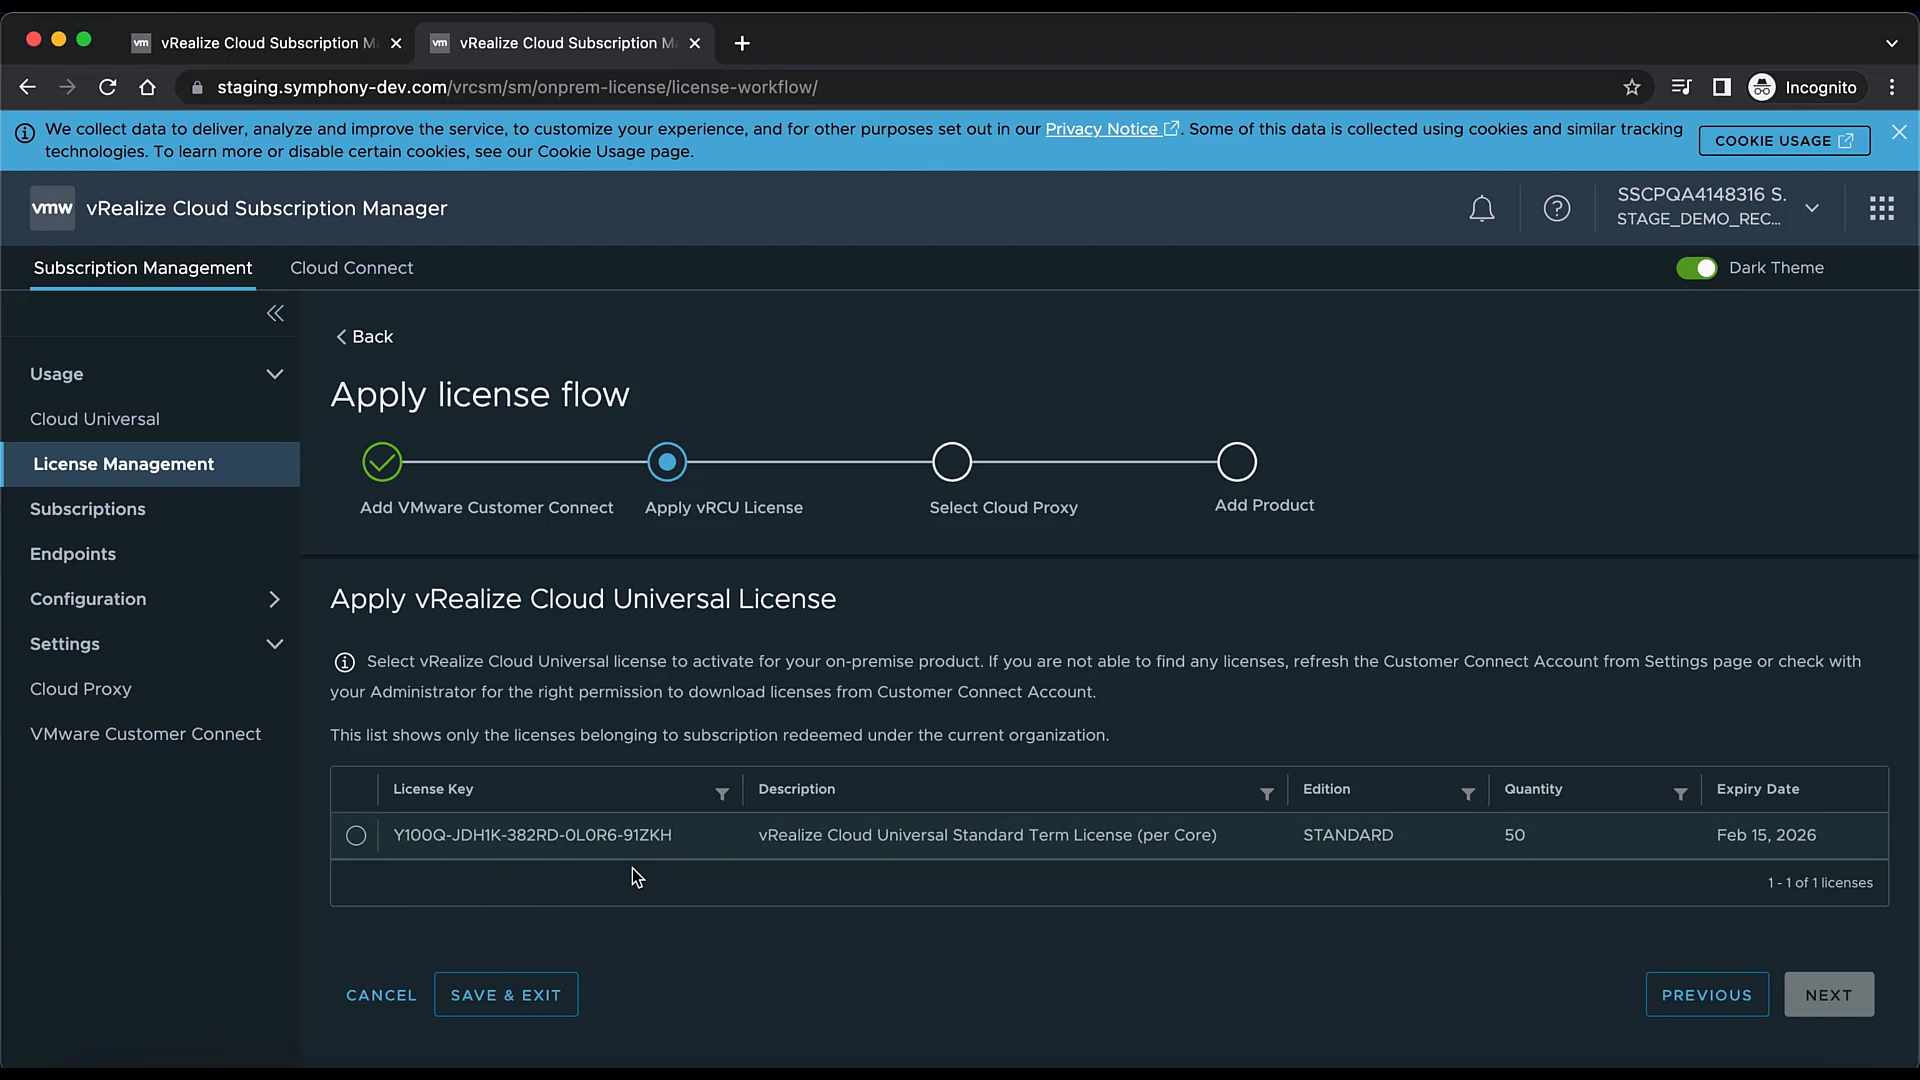 vm vRealize Cloud Subscription Ma
vm vRealize Cloud Subscription Ma
staging.symphony-dev.com/vrcsm/sm/onprem-license/license-workflow/
Incognito
We collect data to deliver, analyze and improve the service, to customize your experience, and for other purposes set out in our Privacy Notice. Some of this data is collected using cookies and similar tracking
technologies. To learn more or disable certain cookies, see our Cookie Usage page.
COOKIE USAGE
vmw vRealize Cloud Subscription Manager
SSCPQA4148316 S.
STAGE_DEMO_REC...
Subscription Management
Cloud Connect
Dark Theme
Usage
Cloud Universal
License Management
Subscriptions
Endpoints
Configuration
Settings
Cloud Proxy
VMware Customer Connect
Back
Apply license flow
Add VMware Customer Connect
Apply vRCU License
Select Cloud Proxy
Add Product
Apply vRealize Cloud Universal License
Select vRealize Cloud Universal license to activate for your on-premise product. If you are not able to find any licenses, refresh the Customer Connect Account from Settings page or check with
your Administrator for the right permission to download licenses from Customer Connect Account.
This list shows only the licenses belonging to subscription redeemed under the current organization.
License Key Description Edition Quantity Expiry Date
Y100Q-JDH1K-382RD-0L0R6-91ZKH vRealize Cloud Universal Standard Term License (per Core) STANDARD 50 Feb 15, 2026
1 - 1 of 1 licenses
CANCEL
SAVE & EXIT
PREVIOUS
NEXT